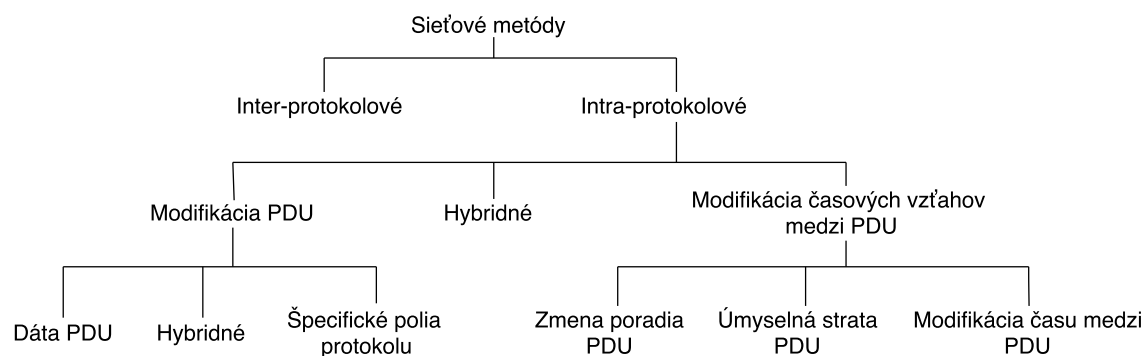 Sieťové metódy
Inter-protokolové
Intra-protokolové
Modifikácia PDU
Hybridné
Modifikácia časových vzťahov
medzi PDU
Dáta PDU
Hybridné
Špecifické polia
protokolu
Zmena poradia
PDU
Úmyselná strata
PDU
Modifikácia času medzi
PDU